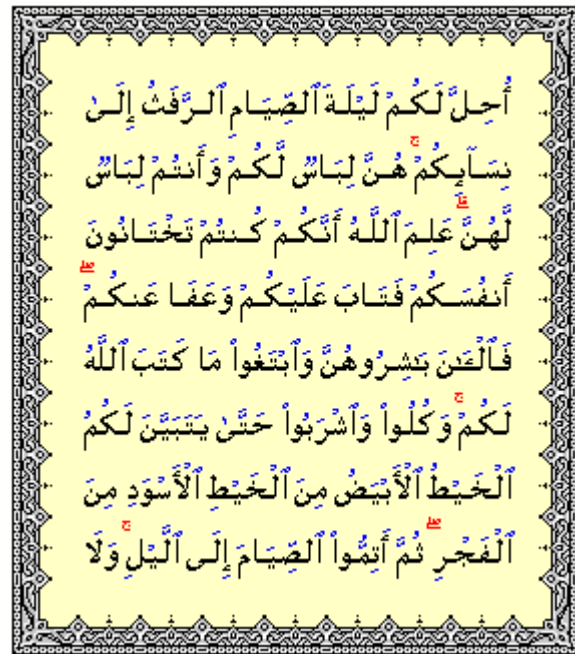 أُحِلَّ لَكُمْ لَيْلَةَ ٱلصِّيَامِ ٱلرَّفَثُ إِلَىٰ
نِسَآئِكُمْ ۚ هُنَّ لِبَاسٌ لَّكُمْ وَأَنتُمْ لِبَاسٌ
لَّهُنَّ ۗ عَلِمَ ٱللَّهُ أَنَّكُمْ كُنتُمْ تَخْتَانُونَ
أَنفُسَكُمْ فَتَابَ عَلَيْكُمْ وَعَفَا عَنكُمْ ۖ
فَٱلْـَٰٔنَ بَـٰشِرُوهُنَّ وَٱبْتَغُوا۟ مَا كَتَبَ ٱللَّهُ
لَكُمْ ۚ وَكُلُوا۟ وَٱشْرَبُوا۟ حَتَّىٰ يَتَبَيَّنَ لَكُمُ
ٱلْخَيْطُ ٱلْأَبْيَضُ مِنَ ٱلْخَيْطِ ٱلْأَسْوَدِ مِنَ
ٱلْفَجْرِ ۖ ثُمَّ أَتِمُّوا۟ ٱلصِّيَامَ إِلَى ٱلَّيْلِ ۚ وَلَا